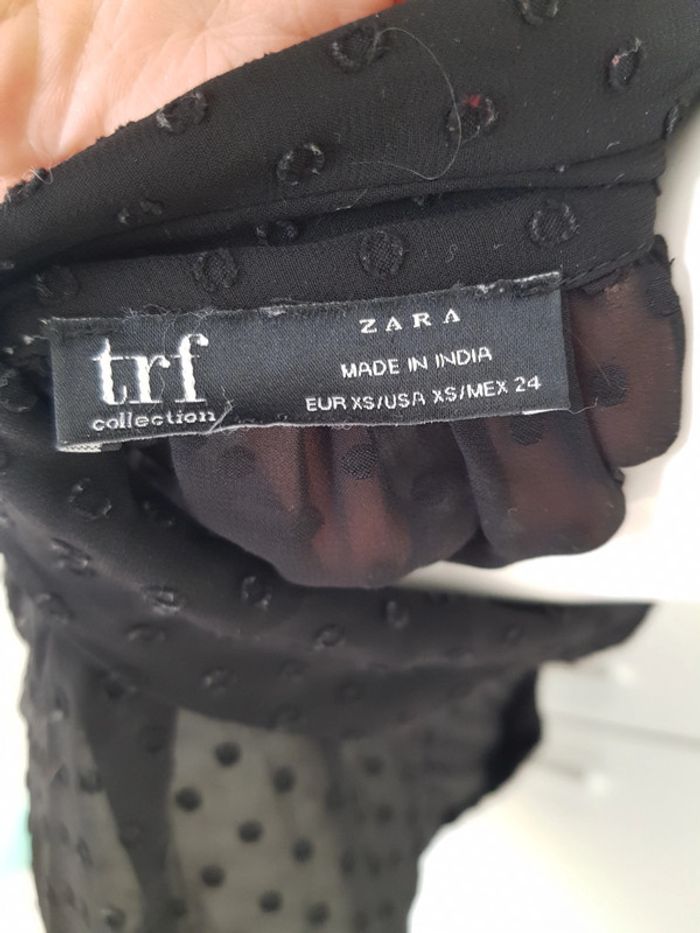 trf
collection
ZARA
MADE IN INDIA
EUR XS/USA XS/MEX 24